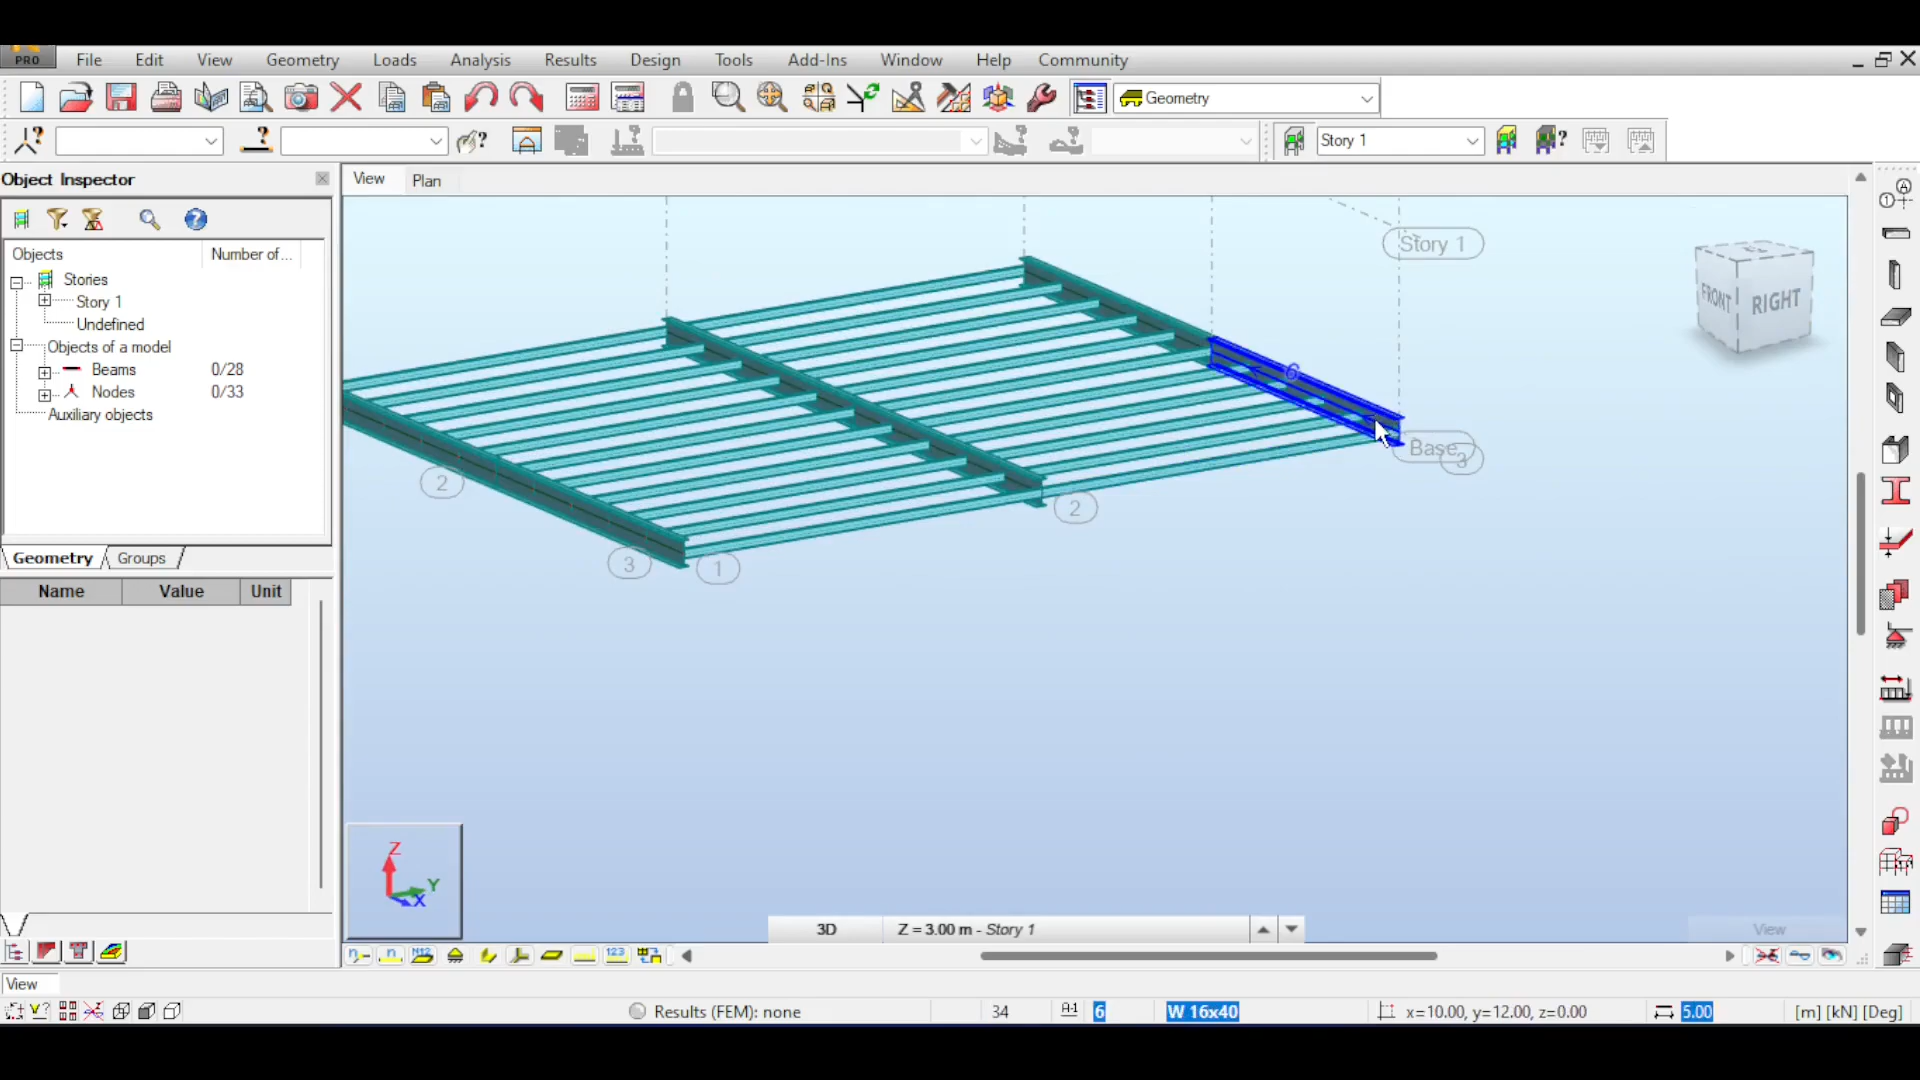 PRO File Edit View Geometry Loads Analysis Results Design Tools Add-Ins Window Help Community
Geometry
Story 1
Object Inspector
View Plan
Objects Number of...
Stories
Story 1
Undefined
Objects of a model
Beams 0/28
Nodes 0/33
Auxiliary objects
Geometry Groups
Name Value Unit
Story 1
FRONT RIGHT
6
Base
3
2
2
3
1
Z
Y
X
3D Z = 3.00 m - Story 1
View
View
Results (FEM): none 34 6 W 16x40 x=10.00, y=12.00, z=0.00 5.00 [m] [kN] [Deg]